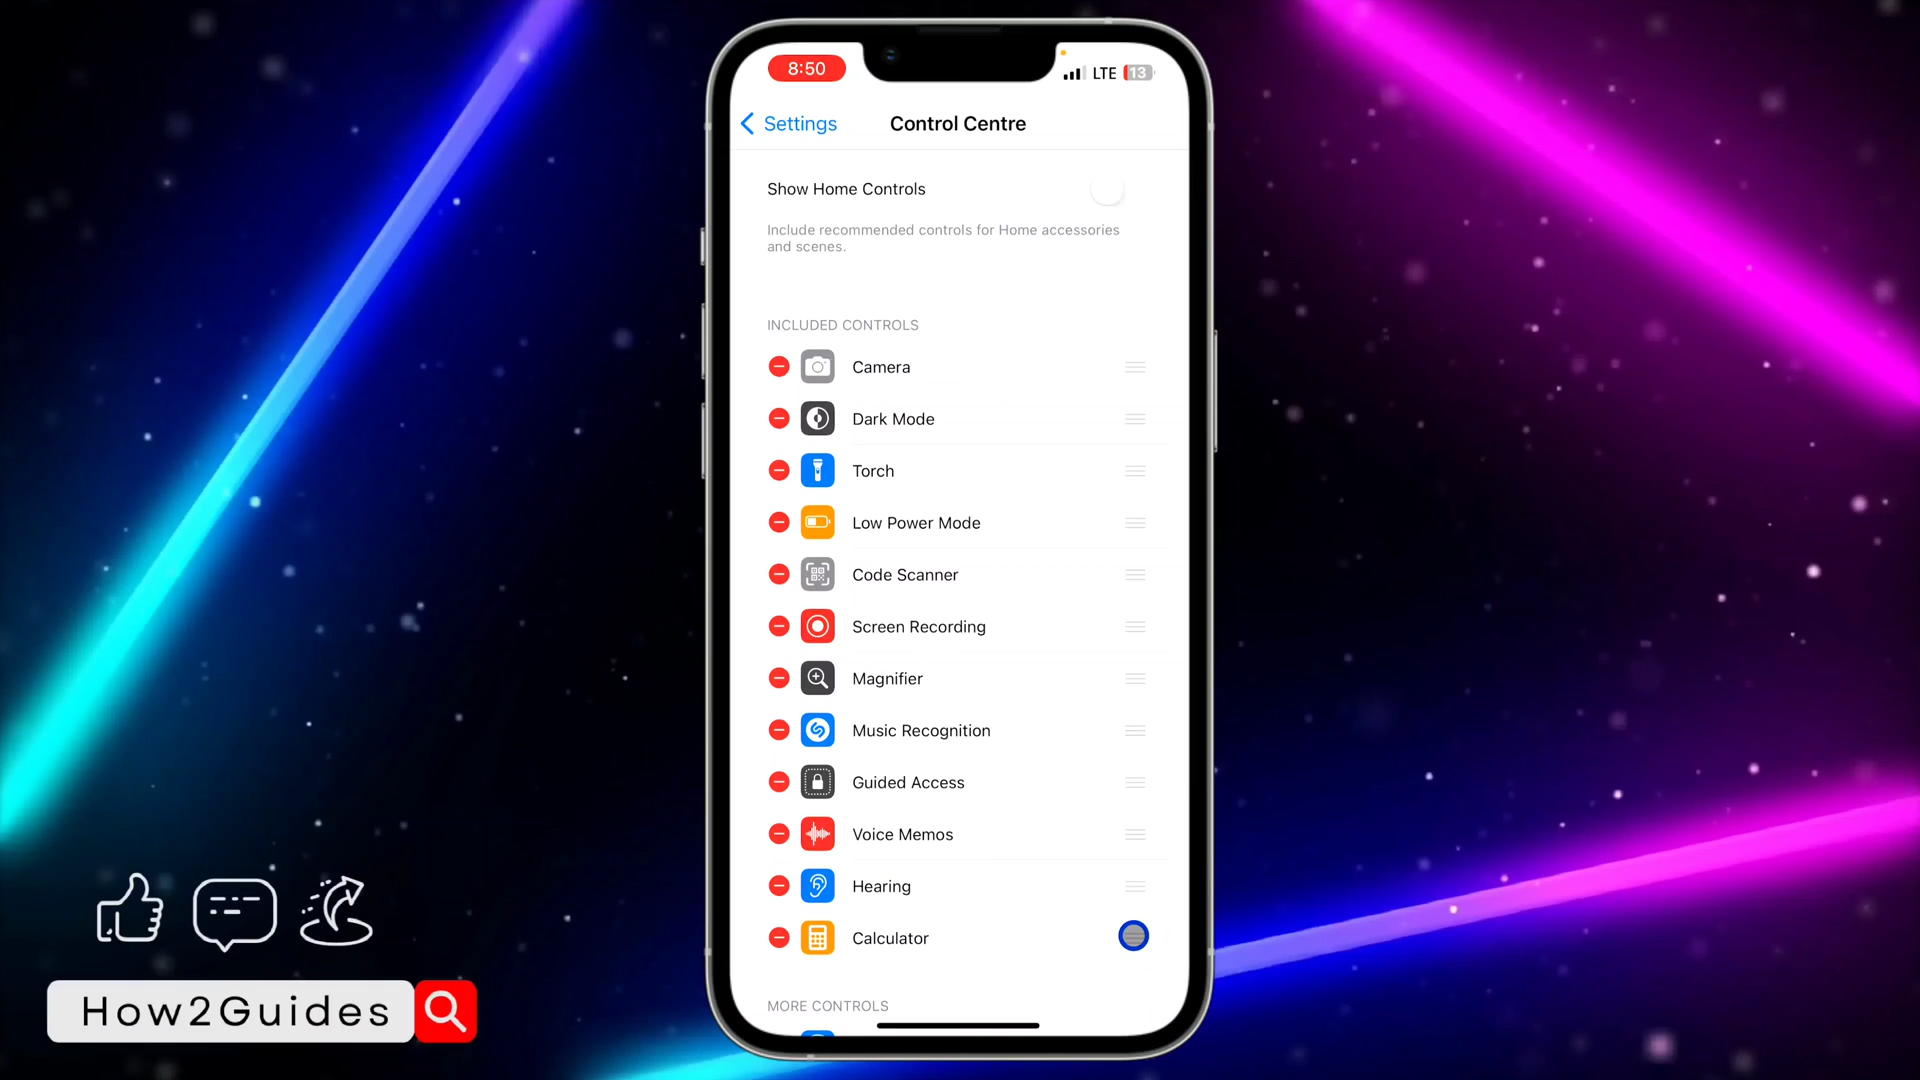 8:50
LTE 13
Settings
Control Centre
Show Home Controls
Include recommended controls for Home accessories
and scenes.
INCLUDED CONTROLS
Camera
Dark Mode
Torch
Low Power Mode
Code Scanner
Screen Recording
Magnifier
Music Recognition
Guided Access
Voice Memos
Hearing
Calculator
MORE CONTROLS
How2Guides